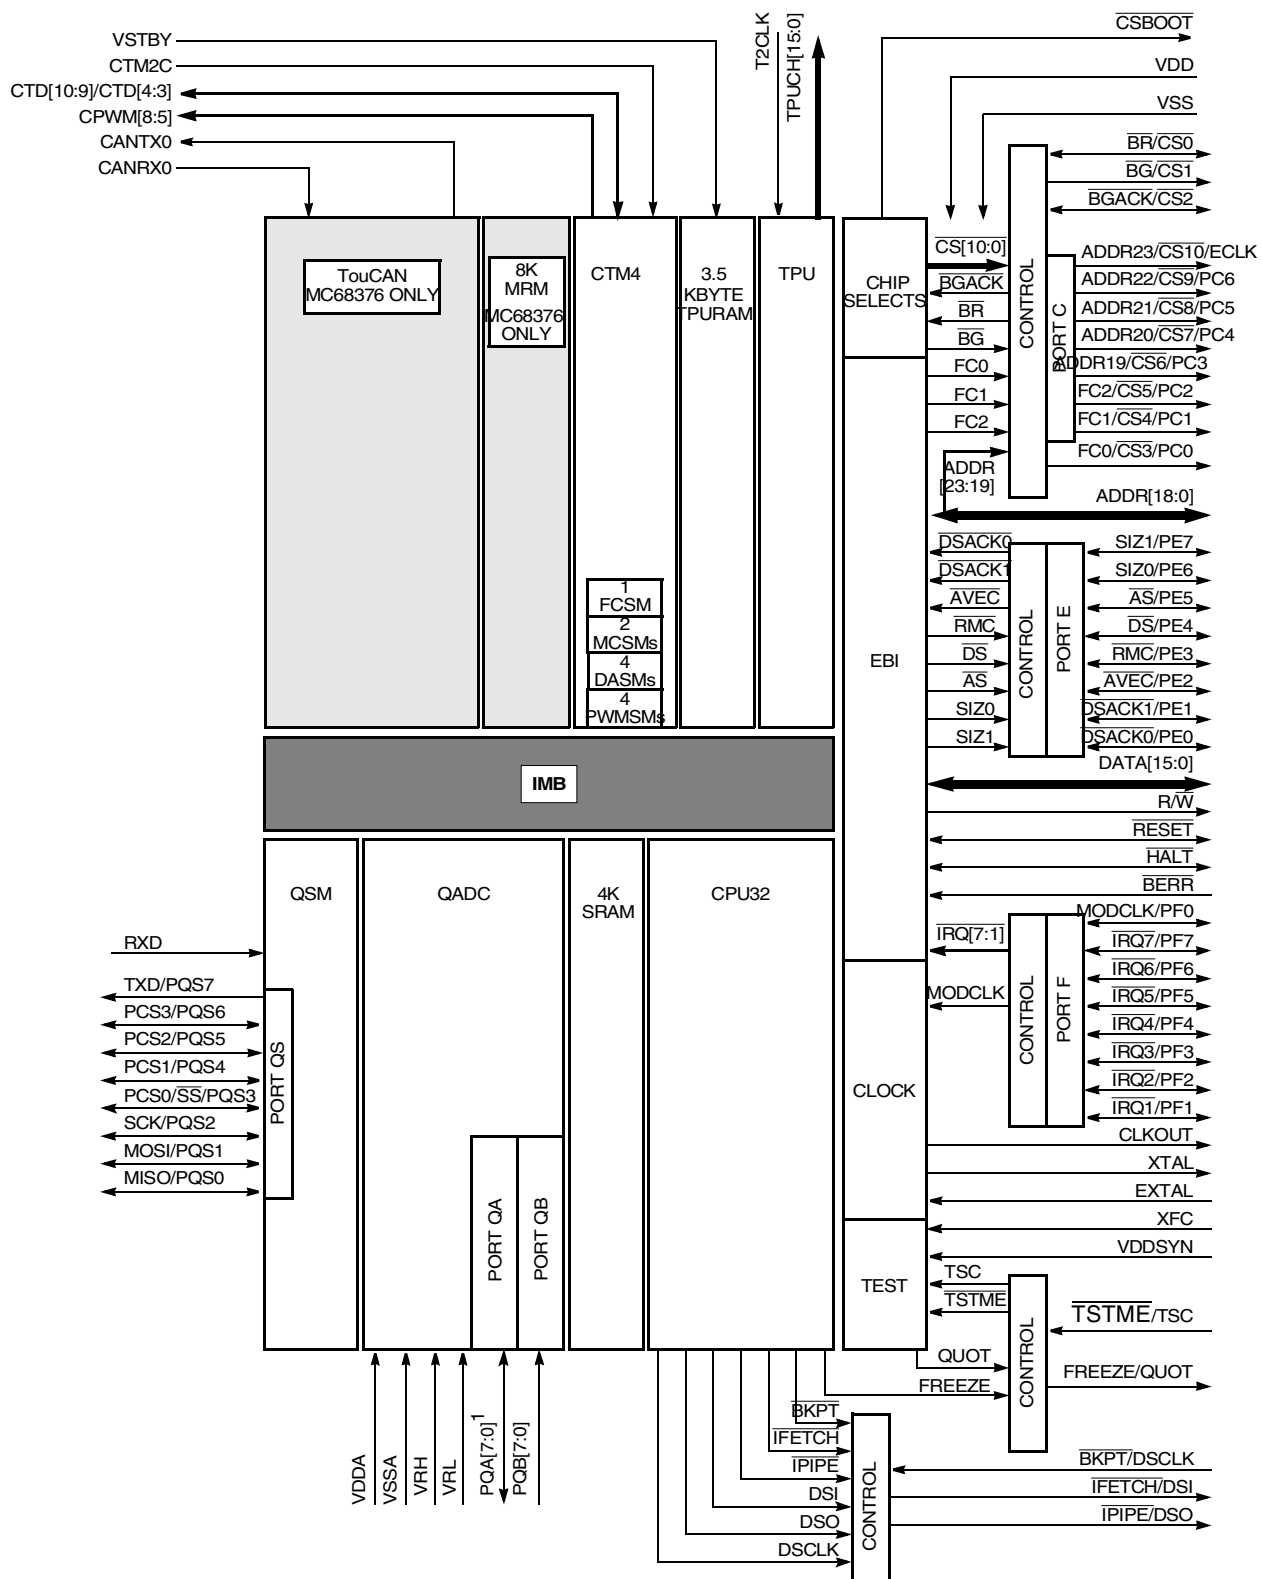 VSTBY
CTM2C
CTD[10:9]/CTD[4:3]
CPWM[8:5]
CANTX0
CANRX0
T2CLK
TPUCH[15:0]
CSBOOT
VDD
VSS
BR/CS0
BG/CS1
BGACK/CS2
TouCAN
MC68376 ONLY
8K
MRM
MC68376
ONLY
CTM4
3.5
KBYTE
TPURAM
TPU
CHIP
SELECTS
CS[10:0]
BGACK
BR
BG
FC0
FC1
FC2
ADDR
[23:19]
CONTROL
PORT C
ADDR23/CS10/ECLK
ADDR22/CS9/PC6
ADDR21/CS8/PC5
ADDR20/CS7/PC4
ADDR19/CS6/PC3
FC2/CS5/PC2
FC1/CS4/PC1
FC0/CS3/PC0
ADDR[18:0]
1
FCSM
2
MCSMs
4
DASMs
4
PWMSMs
EBI
DSACK0
DSACK1
AVEC
RMC
DS
AS
SIZ0
SIZ1
CONTROL
PORT E
SIZ1/PE7
SIZ0/PE6
AS/PE5
DS/PE4
RMC/PE3
AVEC/PE2
DSACK1/PE1
DSACK0/PE0
DATA[15:0]
R/W
RESET
HALT
BERR
IMB
QSM
QADC
4K
SRAM
CPU32
RXD
TXD/PQS7
PCS3/PQS6
PCS2/PQS5
PCS1/PQS4
PCS0/SS/PQS3
SCK/PQS2
MOSI/PQS1
MISO/PQS0
PORT QS
PORT QA
PORT QB
IRQ[7:1]
MODCLK
CONTROL
PORT F
MODCLK/PF0
IRQ7/PF7
IRQ6/PF6
IRQ5/PF5
IRQ4/PF4
IRQ3/PF3
IRQ2/PF2
IRQ1/PF1
CLOCK
CLKOUT
XTAL
EXTAL
XFC
VDDSYN
TEST
TSC
TSTME
QUOT
FREEZE
CONTROL
TSTME/TSC
FREEZE/QUOT
VDDA
VSSA
VRH
VRL
PQA[7:0]1
PQB[7:0]
BKPT
IFETCH
IPIPE
DSI
DSO
DSCLK
CONTROL
BKPT/DSCLK
IFETCH/DSI
IPIPE/DSO